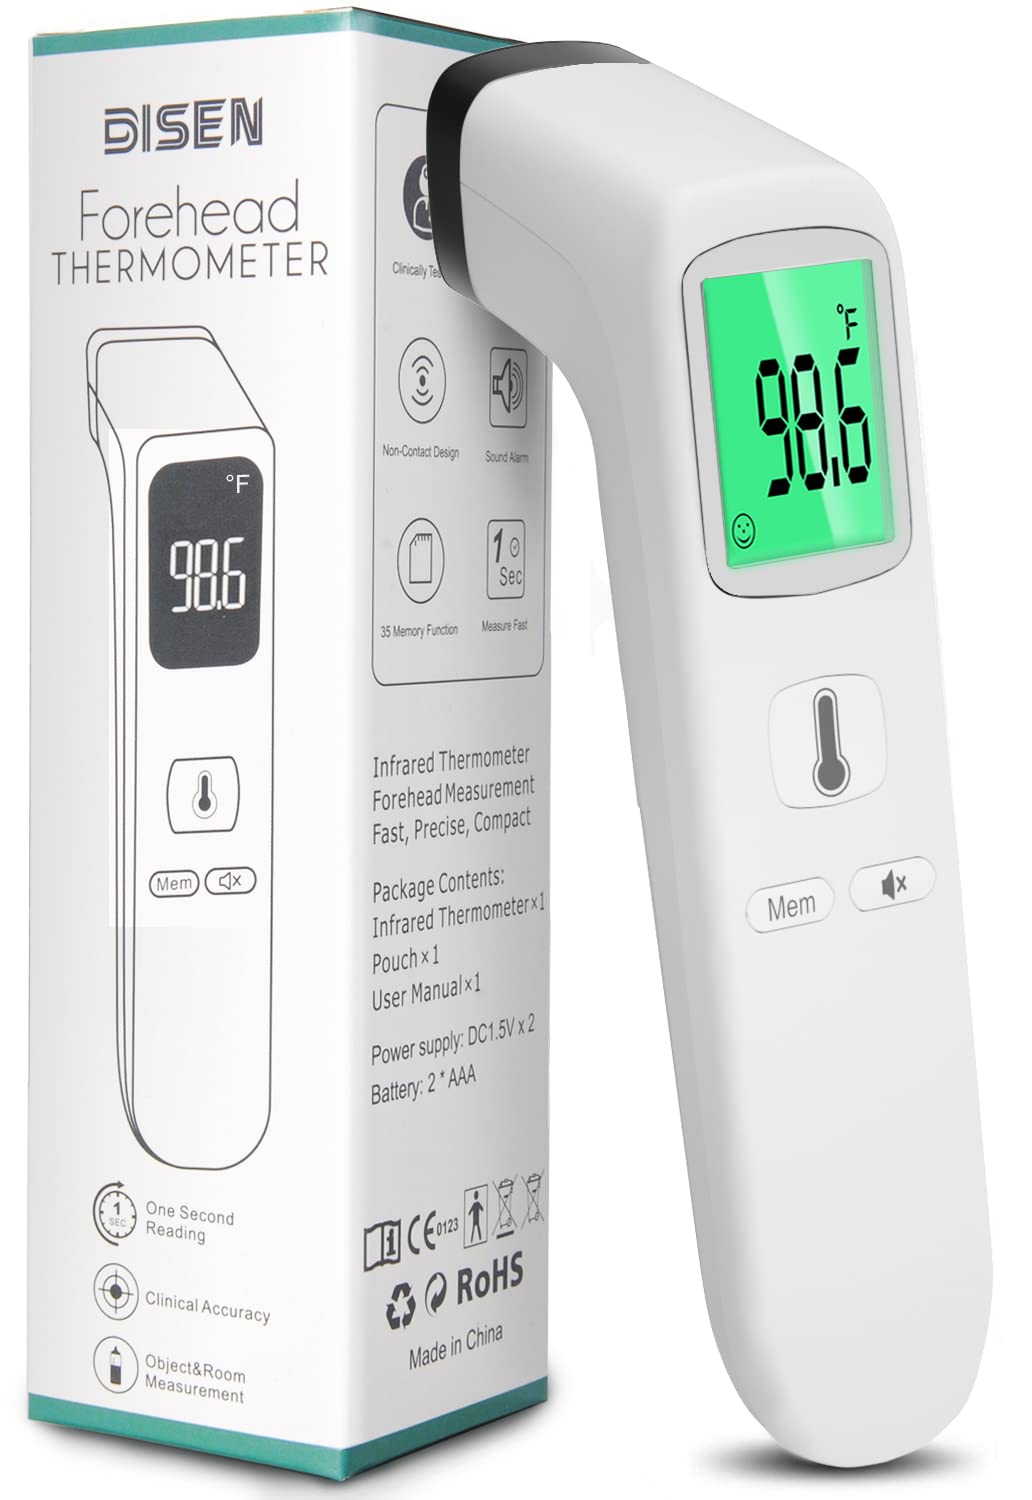 DISEN
Forehead
THERMOMETER
°F
98.6
Mem
1
SEC
One Second
Reading
Clinical Accuracy
Object&Room
Measurement
Clinically
Non-Contact Design
Sound Alarm
35 Memory Function
1
Sec
Measure Fast
Infrared Thermometer
Forehead Measurement
Fast, Precise, Compact
Package Contents:
Infrared Thermometer×1
Pouch×1
User Manual×1
Power supply: DC1.5V x 2
Battery: 2 * AAA
i CE 0123
RoHS
Made in China
°F
98.6
Mem